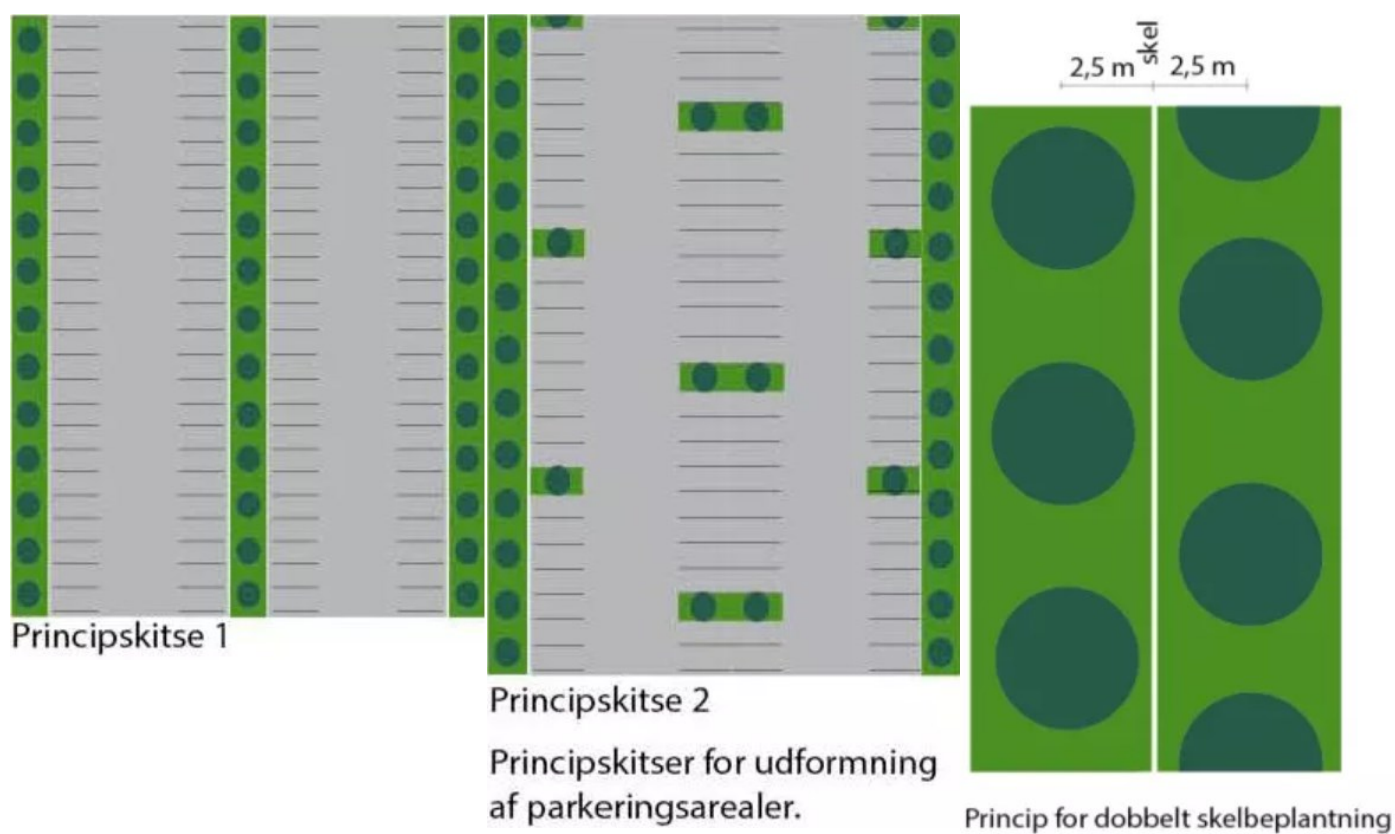 Principskitse 1
Principskitse 2
Principskitser for udformning
af parkeringsarealer.
skel
2,5 m 2,5 m
Princip for dobbelt skelbeplantning